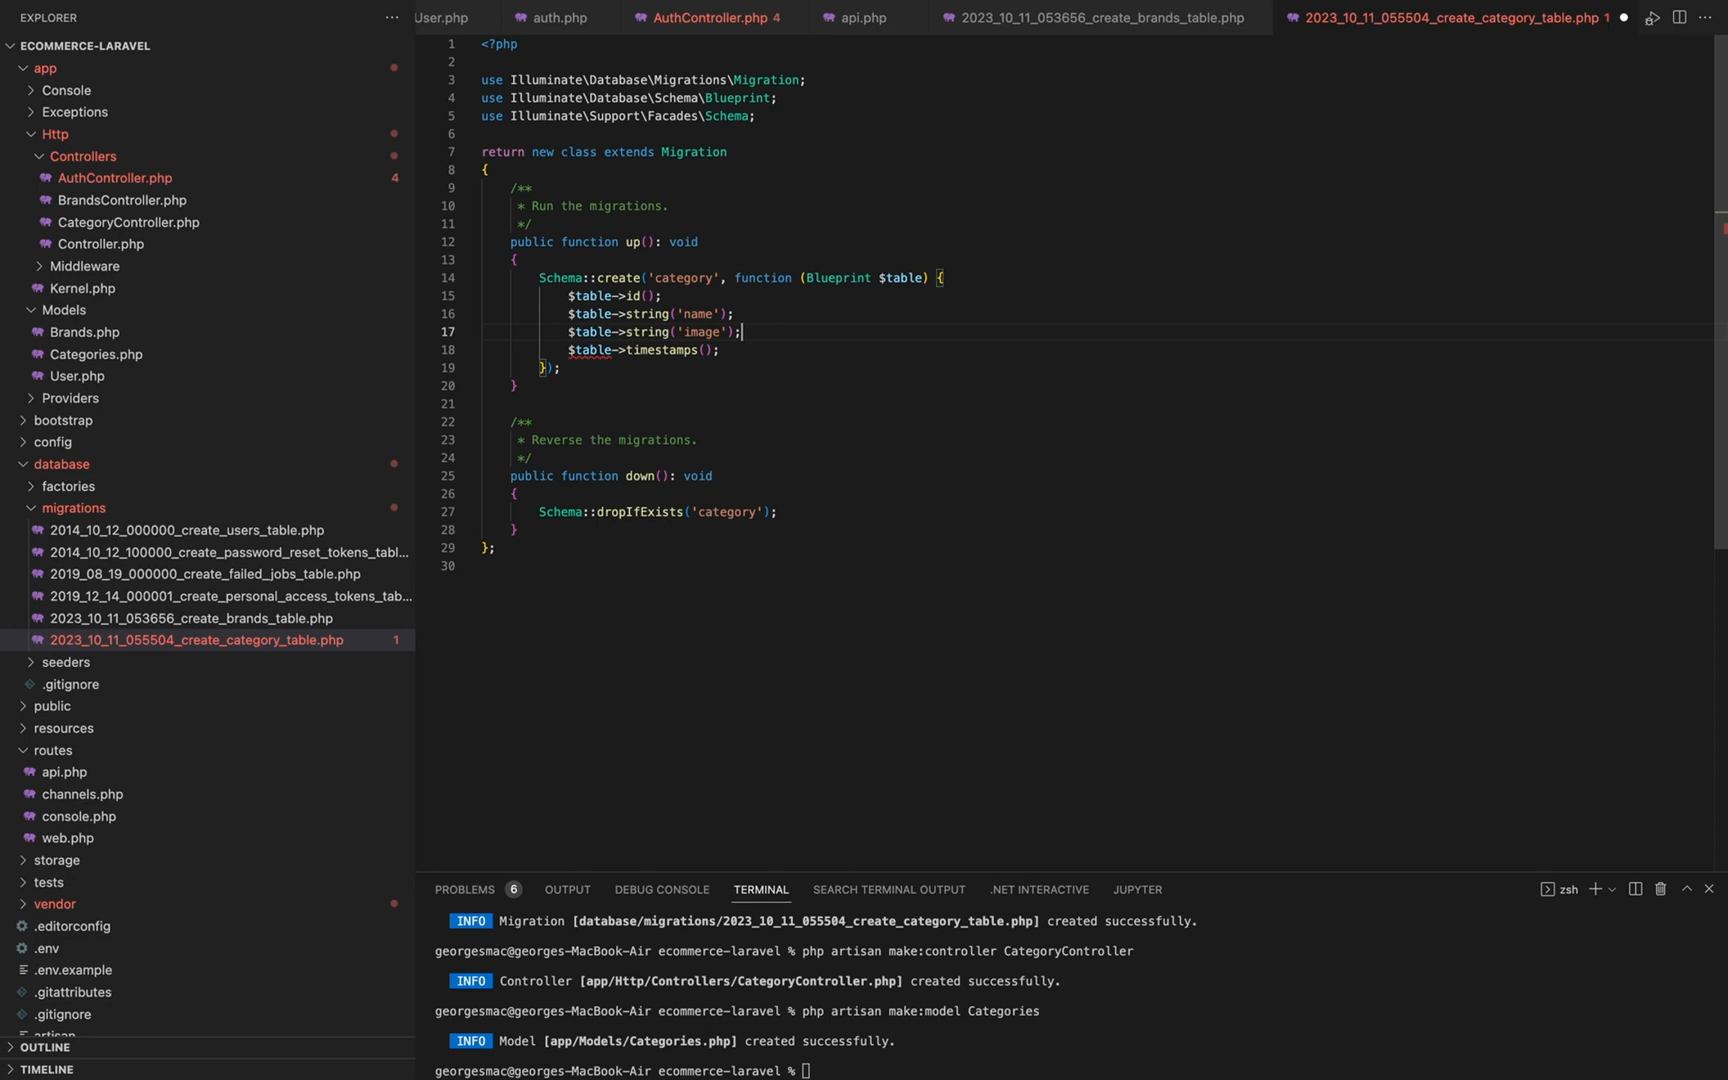 EXPLORER
ECOMMERCE-LARAVEL
app
Console
Exceptions
Http
Controllers
AuthController.php 4
BrandsController.php
CategoryController.php
Controller.php
Middleware
Kernel.php
Models
Brands.php
Categories.php
User.php
Providers
bootstrap
config
database
factories
migrations
2014_10_12_000000_create_users_table.php
2014_10_12_100000_create_password_reset_tokens_tabl...
2019_08_19_000000_create_failed_jobs_table.php
2019_12_14_000001_create_personal_access_tokens_tab...
2023_10_11_053656_create_brands_table.php
2023_10_11_055504_create_category_table.php 1
seeders
.gitignore
public
resources
routes
api.php
channels.php
console.php
web.php
storage
tests
vendor
.editorconfig
.env
.env.example
.gitattributes
.gitignore
artisan
OUTLINE
TIMELINE
User.php auth.php AuthController.php 4 api.php 2023_10_11_053656_create_brands_table.php 2023_10_11_055504_create_category_table.php 1
1 <?php
2
3 use Illuminate\Database\Migrations\Migration;
4 use Illuminate\Database\Schema\Blueprint;
5 use Illuminate\Support\Facades\Schema;
6
7 return new class extends Migration
8 {
9 /**
10 * Run the migrations.
11 */
12 public function up(): void
13 {
14 Schema::create('category', function (Blueprint $table) {
15 $table->id();
16 $table->string('name');
17 $table->string('image');
18 $table->timestamps();
19 });
20 }
21
22 /**
23 * Reverse the migrations.
24 */
25 public function down(): void
26 {
27 Schema::dropIfExists('category');
28 }
29 };
30
PROBLEMS 6 OUTPUT DEBUG CONSOLE TERMINAL SEARCH TERMINAL OUTPUT .NET INTERACTIVE JUPYTER zsh
INFO Migration [database/migrations/2023_10_11_055504_create_category_table.php] created successfully.
georgesmac@georges-MacBook-Air ecommerce-laravel % php artisan make:controller CategoryController
INFO Controller [app/Http/Controllers/CategoryController.php] created successfully.
georgesmac@georges-MacBook-Air ecommerce-laravel % php artisan make:model Categories
INFO Model [app/Models/Categories.php] created successfully.
georgesmac@georges-MacBook-Air ecommerce-laravel %